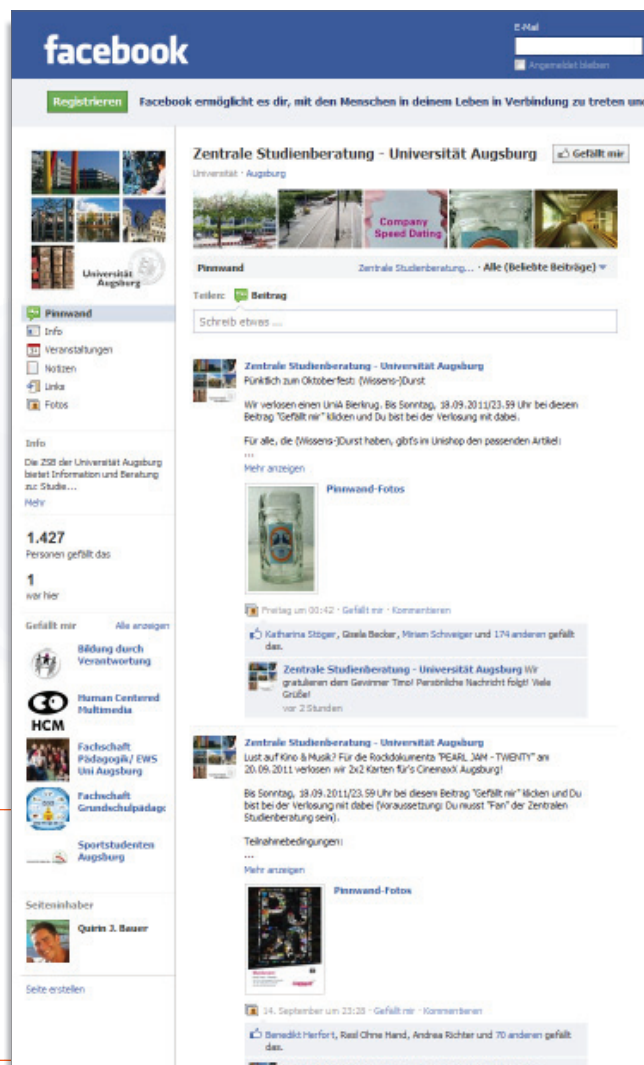 facebook
E-Mail
Angemeldet bleiben
Registrieren
Facebook ermöglicht es dir, mit den Menschen in deinem Leben in Verbindung zu treten und
Universität
Augsburg
Pinnwand
Info
Veranstaltungen
Notizen
Links
Fotos
Info
Die ZSB der Universität Augsburg
bietet Information und Beratung
zu: Studie...
Mehr
1.427
Personen gefällt das
1
war hier
Gefällt mir
Alle anzeigen
Bildung durch
Verantwortung
HCM
Human Centered
Multimedia
Fachschaft
Pädagogik/ EWS
Uni Augsburg
Fachschaft
Grundschulpädago
Sportstudenten
Augsburg
Seiteninhaber
Quirin J. Bauer
Seite erstellen
Zentrale Studienberatung - Universität Augsburg
Gefällt mir
Universität · Augsburg
Company
Speed Dating
Pinnwand
Zentrale Studienberatung... · Alle (Beliebte Beiträge)
Teilen:
Beitrag
Schreib etwas ...
Zentrale Studienberatung - Universität Augsburg
Pünktlich zum Oktoberfest: (Wissens-)Durst
Wir verlosen einen UniA Bierkrug. Bis Sonntag, 18.09.2011/23.59 Uhr bei diesem
Beitrag "Gefällt mir" klicken und Du bist bei der Verlosung mit dabei.
Für alle, die (Wissens-)Durst haben, gibt's im Unishop den passenden Artikel:
...
Mehr anzeigen
Pinnwand-Fotos
Freitag um 00:42 · Gefällt mir · Kommentieren
Katharina Stöger, Gisela Becker, Miriam Schweiger und 174 anderen gefällt
das.
Zentrale Studienberatung - Universität Augsburg Wir
gratulieren dem Gewinner Timo! Persönliche Nachricht folgt! Viele
Grüße!
vor 2 Stunden
Zentrale Studienberatung - Universität Augsburg
Lust auf Kino & Musik? Für die Rockdokumenta "PEARL JAM - TWENTY" am
20.09.2011 verlosen wir 2x2 Karten für's CinemaxX Augsburg!
Bis Sonntag, 18.09.2011/23.59 Uhr bei diesem Beitrag "Gefällt mir" klicken und Du
bist bei der Verlosung mit dabei (Voraussetzung: Du musst "Fan" der Zentralen
Studienberatung sein).
Teilnahmebedingungen:
...
Mehr anzeigen
Pinnwand-Fotos
14. September um 23:28 · Gefällt mir · Kommentieren
Benedikt Herfort, Rasl Ohne Hand, Andrea Richter und 70 anderen gefällt
das.